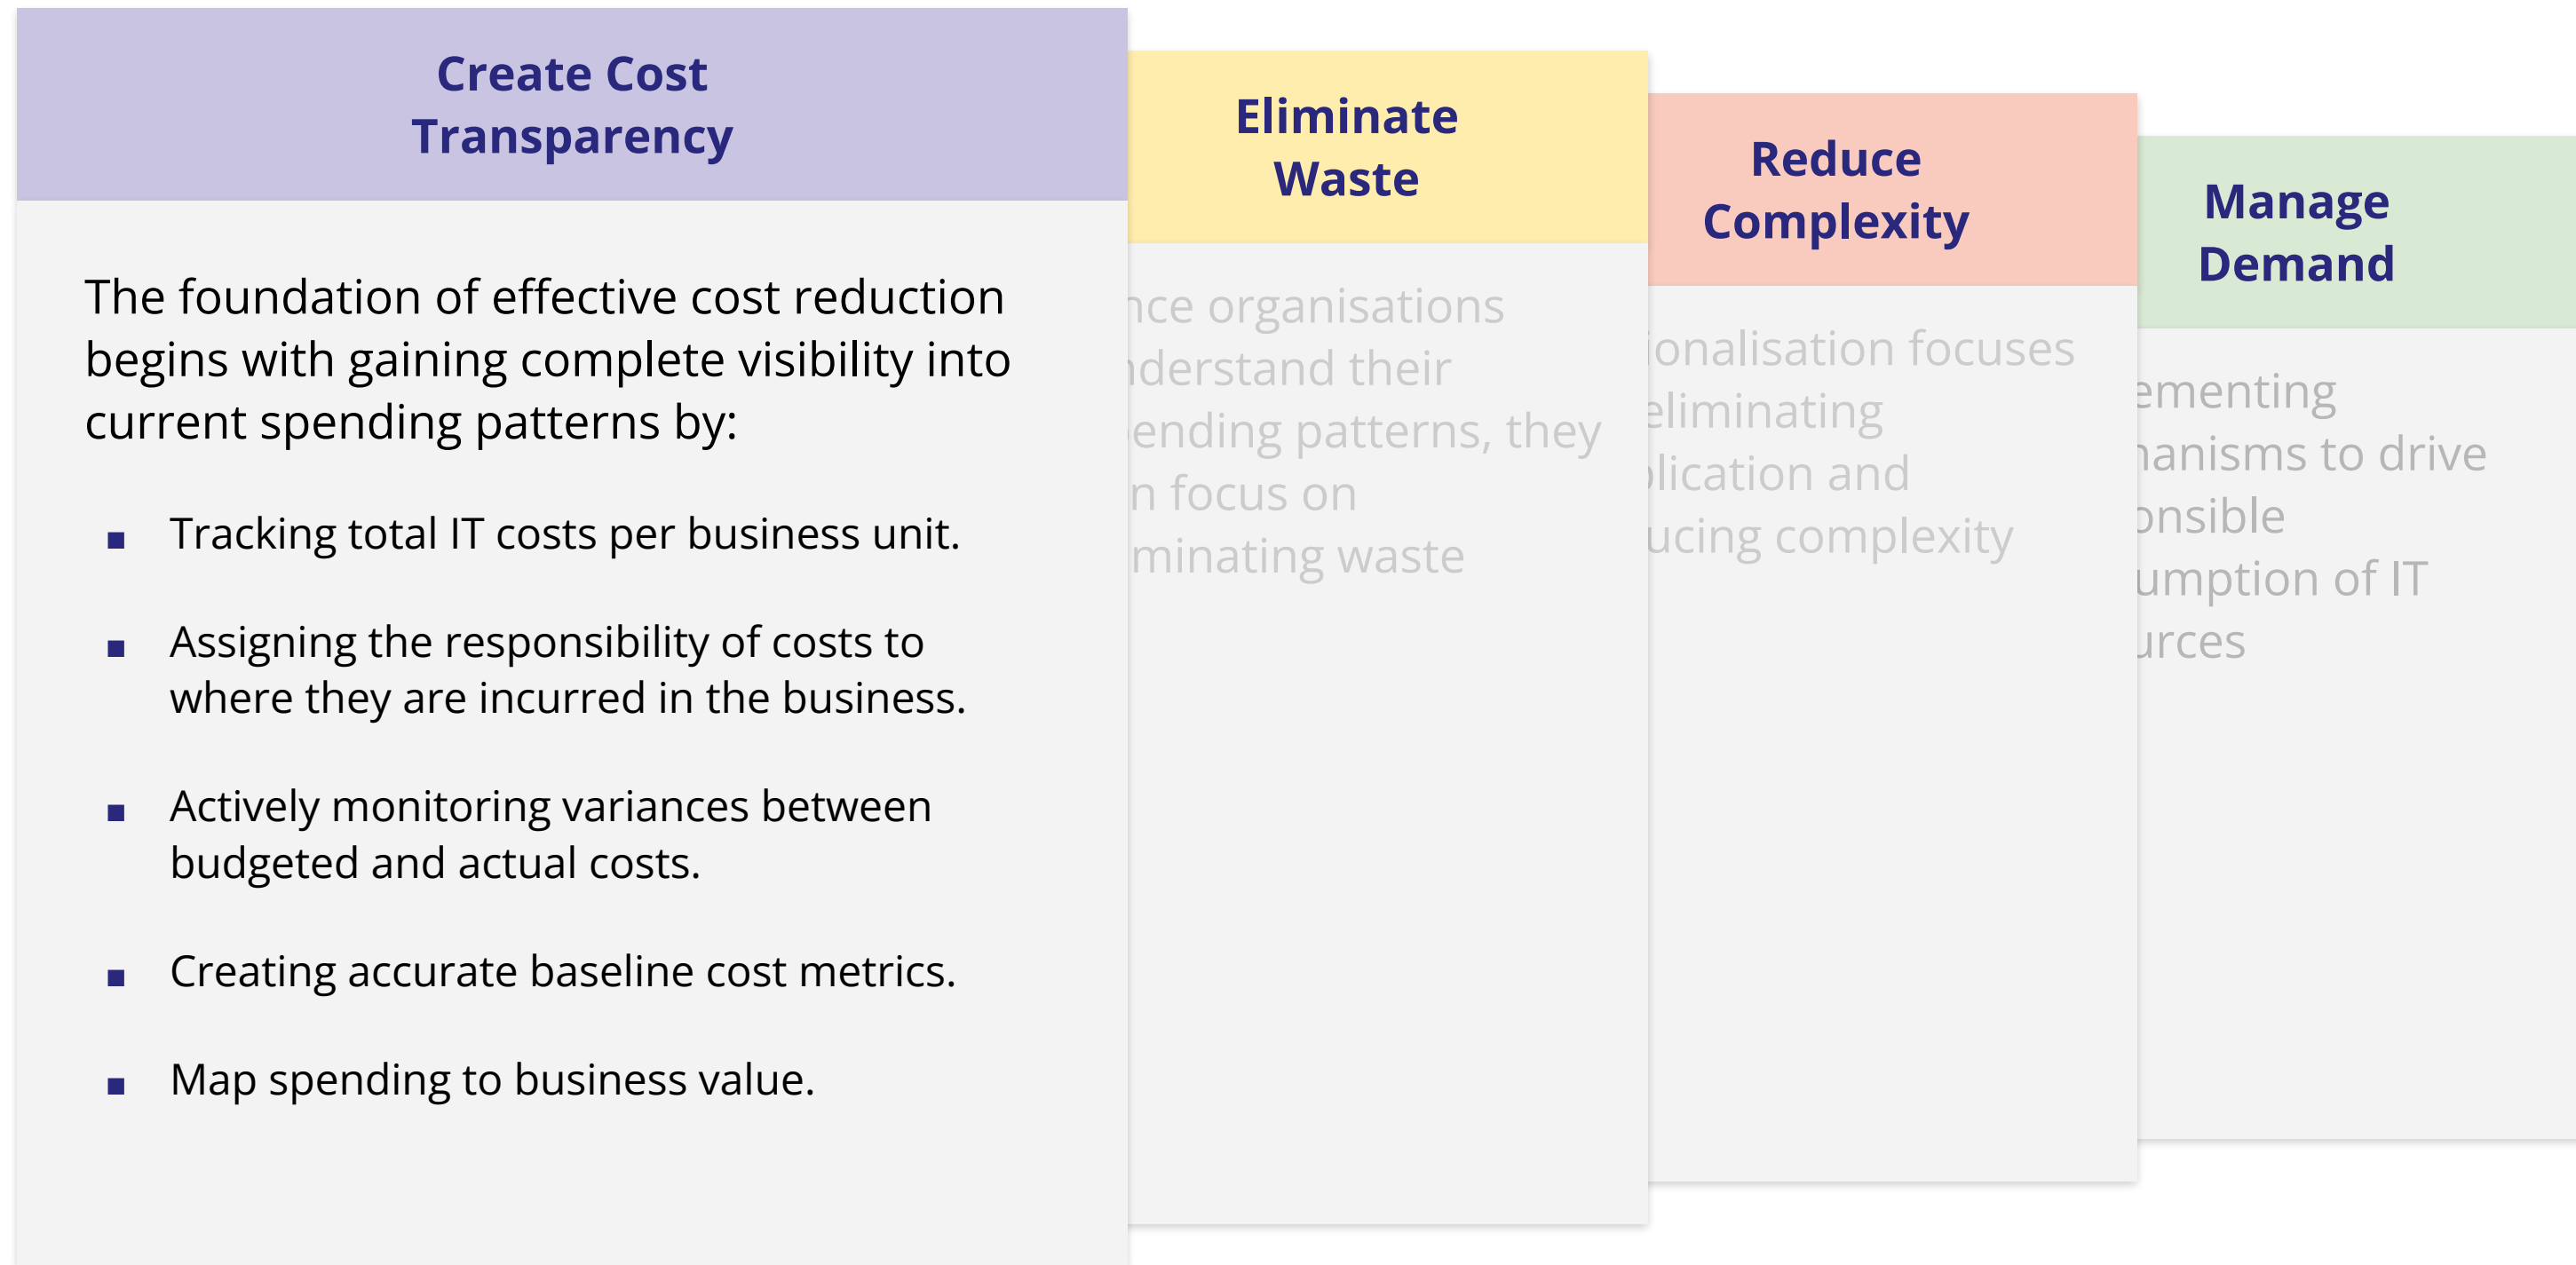 Create Cost
Transparency
The foundation of effective cost reduction
begins with gaining complete visibility into
current spending patterns by:
Tracking total IT costs per business unit.
Assigning the responsibility of costs to
where they are incurred in the business.
Actively monitoring variances between
budgeted and actual costs.
Creating accurate baseline cost metrics.
Map spending to business value.
Eliminate
Waste
organisations
their
patterns, they
focus on
waste
Reduce
Complexity
focuses
eliminating
and
complexity
Manage
Demand
to drive
of IT